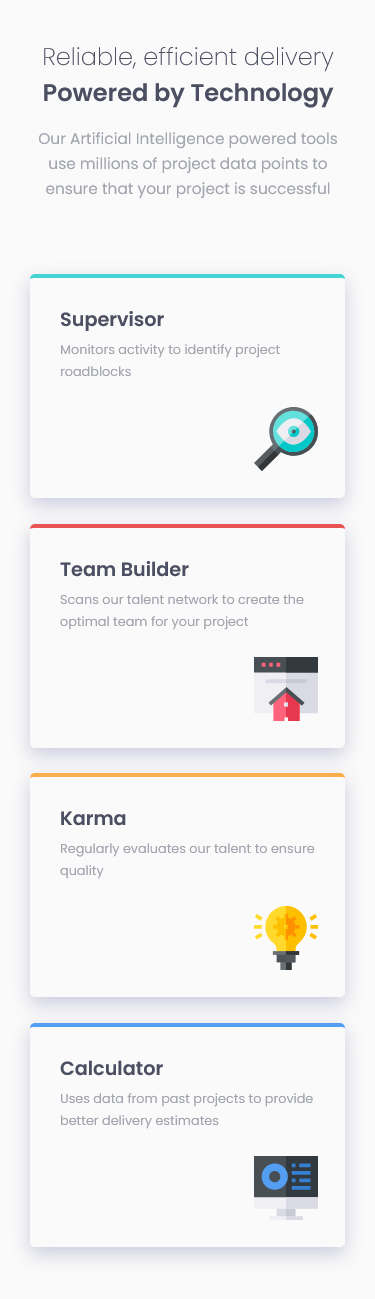 Reliable, efficient delivery
Powered by Technology
Our Artificial Intelligence powered tools
use millions of project data points to
ensure that your project is successful
Supervisor
Monitors activity to identify project
roadblocks
Team Builder
Scans our talent network to create the
optimal team for your project
Karma
Regularly evaluates our talent to ensure
quality
Calculator
Uses data from past projects to provide
better delivery estimates